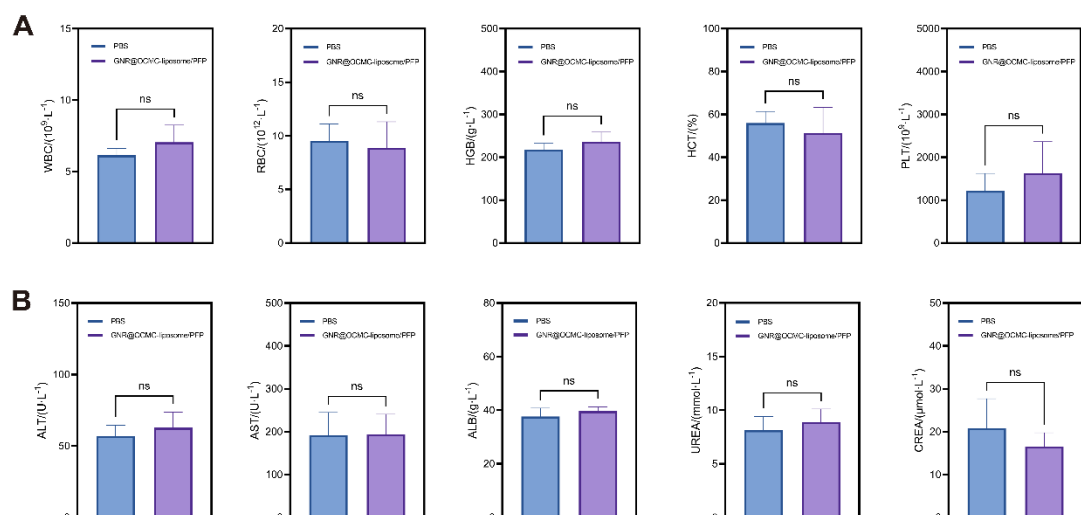 A
15
10
5
0
WBC/(10⁹·L⁻¹)
PBS
GNR@OCMC-liposome/PFP
ns
20
15
10
5
0
RBC/(10¹²·L⁻¹)
PBS
GNR@OCMC-liposome/PFP
ns
500
400
300
200
100
0
HGB/(g·L⁻¹)
PBS
GNR@OCMC-liposome/PFP
ns
100
80
60
40
20
0
HCT/(%)
PBS
GNR@OCMC-liposome/PFP
ns
5000
4000
3000
2000
1000
0
PLT/(10⁹·L⁻¹)
PBS
GNR@OCMC-liposome/PFP
ns
B
150
100
50
0
ALT/(U·L⁻¹)
PBS
GNR@OCMC-liposome/PFP
ns
500
400
300
200
100
0
AST/(U·L⁻¹)
PBS
GNR@OCMC-liposome/PFP
ns
80
60
40
20
0
ALB/(g·L⁻¹)
PBS
GNR@OCMC-liposome/PFP
ns
20
15
10
5
0
UREA/(mmol·L⁻¹)
PBS
GNR@OCMC-liposome/PFP
ns
50
40
30
20
10
0
CREA/(μmol·L⁻¹)
PBS
GNR@OCMC-liposome/PFP
ns